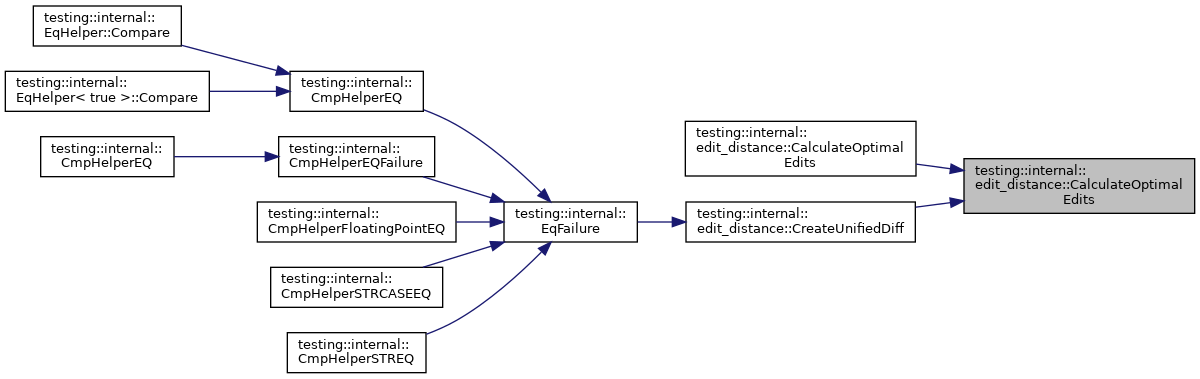 testing::internal::
EqHelper::Compare
testing::internal::
EqHelper< true >::Compare
testing::internal::
CmpHelperEQ
testing::internal::
CmpHelperEQ
testing::internal::
CmpHelperEQFailure
testing::internal::
CmpHelperFloatingPointEQ
testing::internal::
CmpHelperSTRCASEEQ
testing::internal::
CmpHelperSTREQ
testing::internal::
EqFailure
testing::internal::
edit_distance::CalculateOptimal
Edits
testing::internal::
edit_distance::CreateUnifiedDiff
testing::internal::
edit_distance::CalculateOptimal
Edits